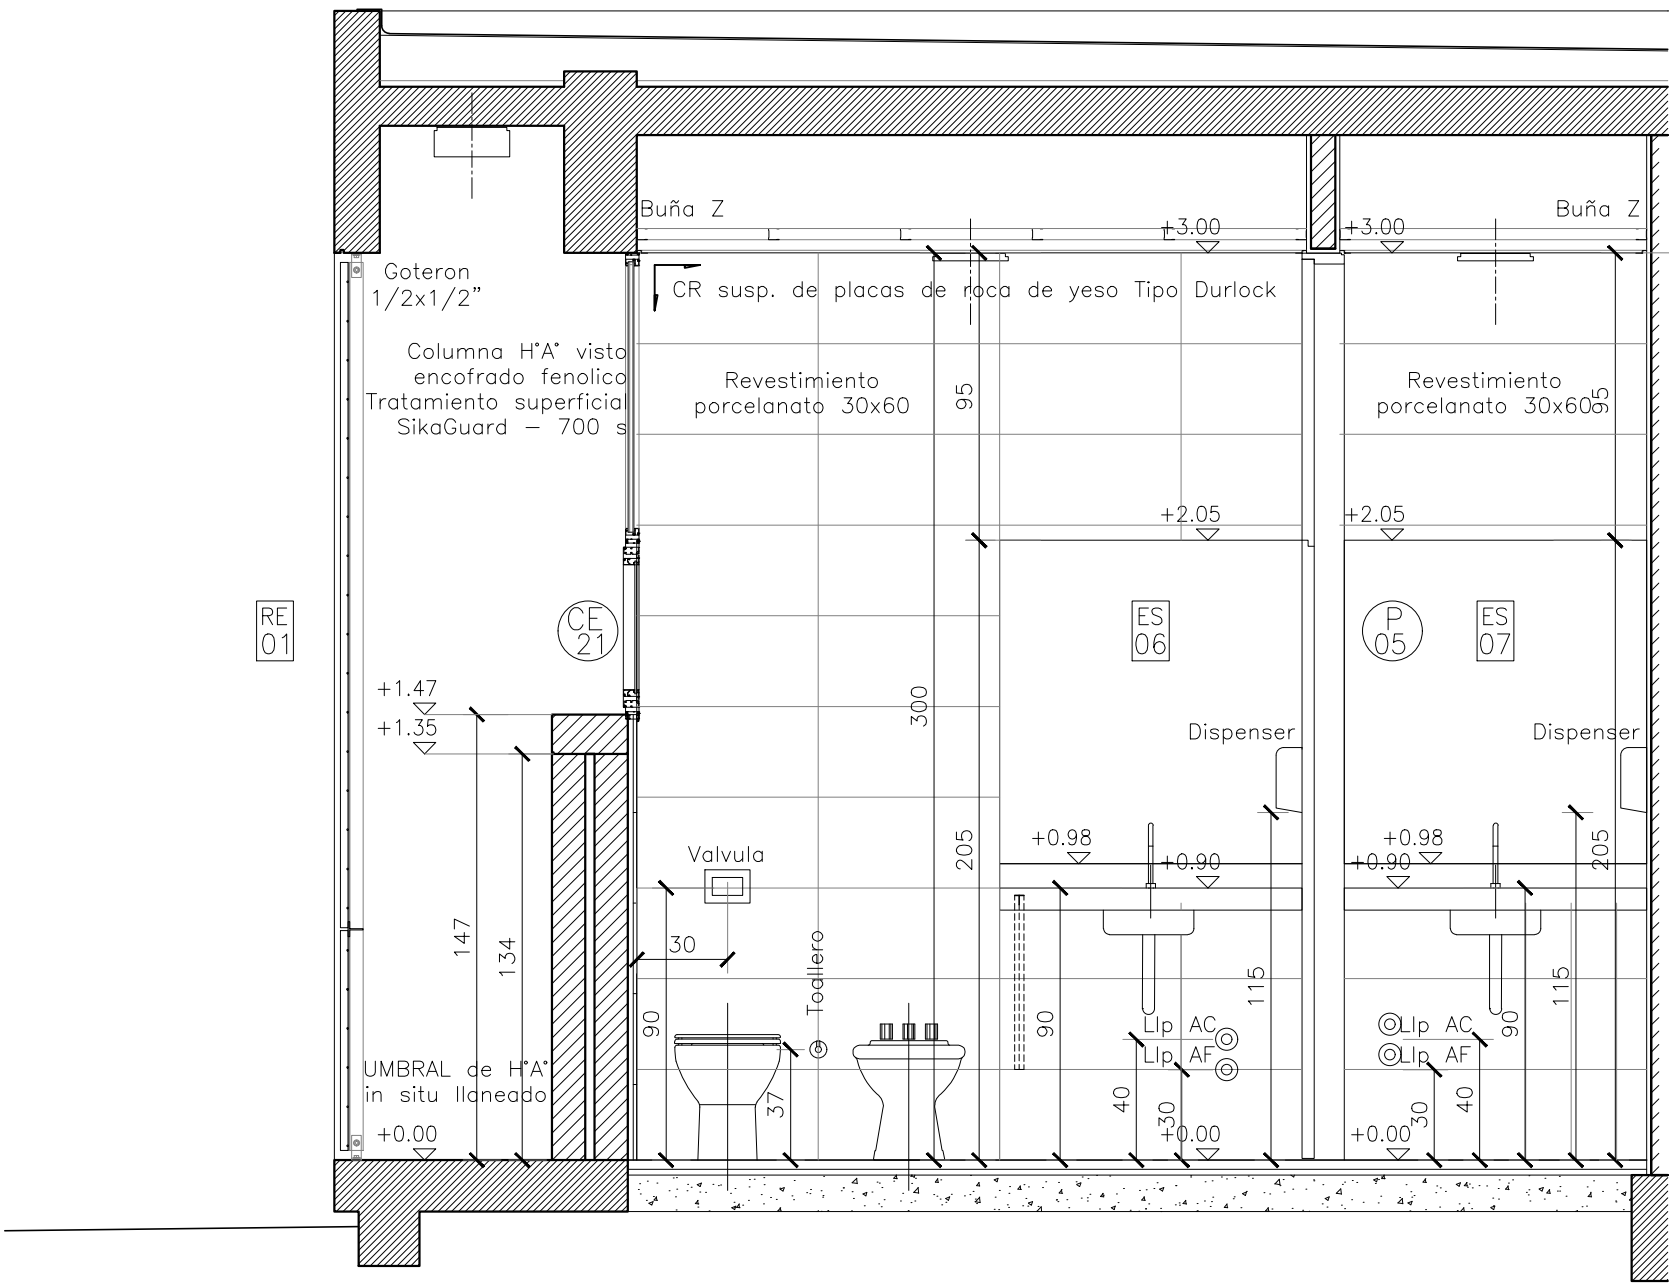 Buña Z
Buña Z
+3.00
+3.00
Goteron
1/2x1/2”
CR susp. de placas de roca de yeso Tipo Durlock
Columna H°A° visto
encofrado fenolico
Tratamiento superficial
SikaGuard – 700 s
Revestimiento
porcelanato 30x60
95
Revestimiento
porcelanato 30x60
95
+2.05
+2.05
RE
01
CE
21
ES
06
P
05
ES
07
+1.47
+1.35
300
Dispenser
Dispenser
Valvula
205
+0.98
+0.90
+0.98
+0.90
205
147
134
30
Toallero
90
90
115
90
115
Llp AC
Llp AF
Llp AC
Llp AF
UMBRAL de H°A°
in situ llaneado
37
40
30
30
40
+0.00
+0.00
+0.00